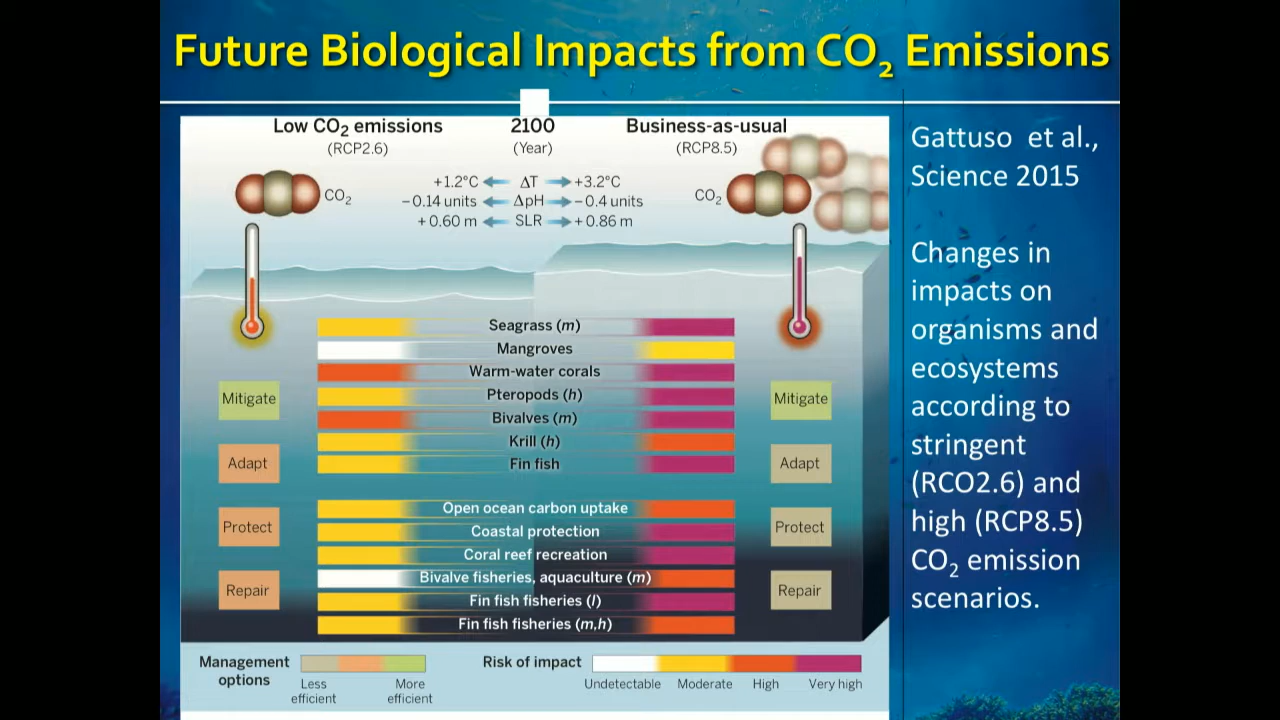 Future Biological Impacts from CO₂ Emissions
Low CO₂ emissions 2100 Business-as-usual
(RCP2.6) (Year) (RCP8.5)
+1.2°C ΔT +3.2°C
CO₂ −0.14 units ΔpH −0.4 units CO₂
+0.60 m SLR +0.86 m
Seagrass (m)
Mangroves
Warm-water corals
Pteropods (h)
Bivalves (m)
Krill (h)
Fin fish
Open ocean carbon uptake
Coastal protection
Coral reef recreation
Bivalve fisheries, aquaculture (m)
Fin fish fisheries (l)
Fin fish fisheries (m,h)
Mitigate
Adapt
Protect
Repair
Mitigate
Adapt
Protect
Repair
Management
options
Less
efficient
More
efficient
Risk of impact
Undetectable Moderate High Very high
Gattuso et al.,
Science 2015
Changes in
impacts on
organisms and
ecosystems
according to
stringent
(RCO2.6) and
high (RCP8.5)
CO₂ emission
scenarios.